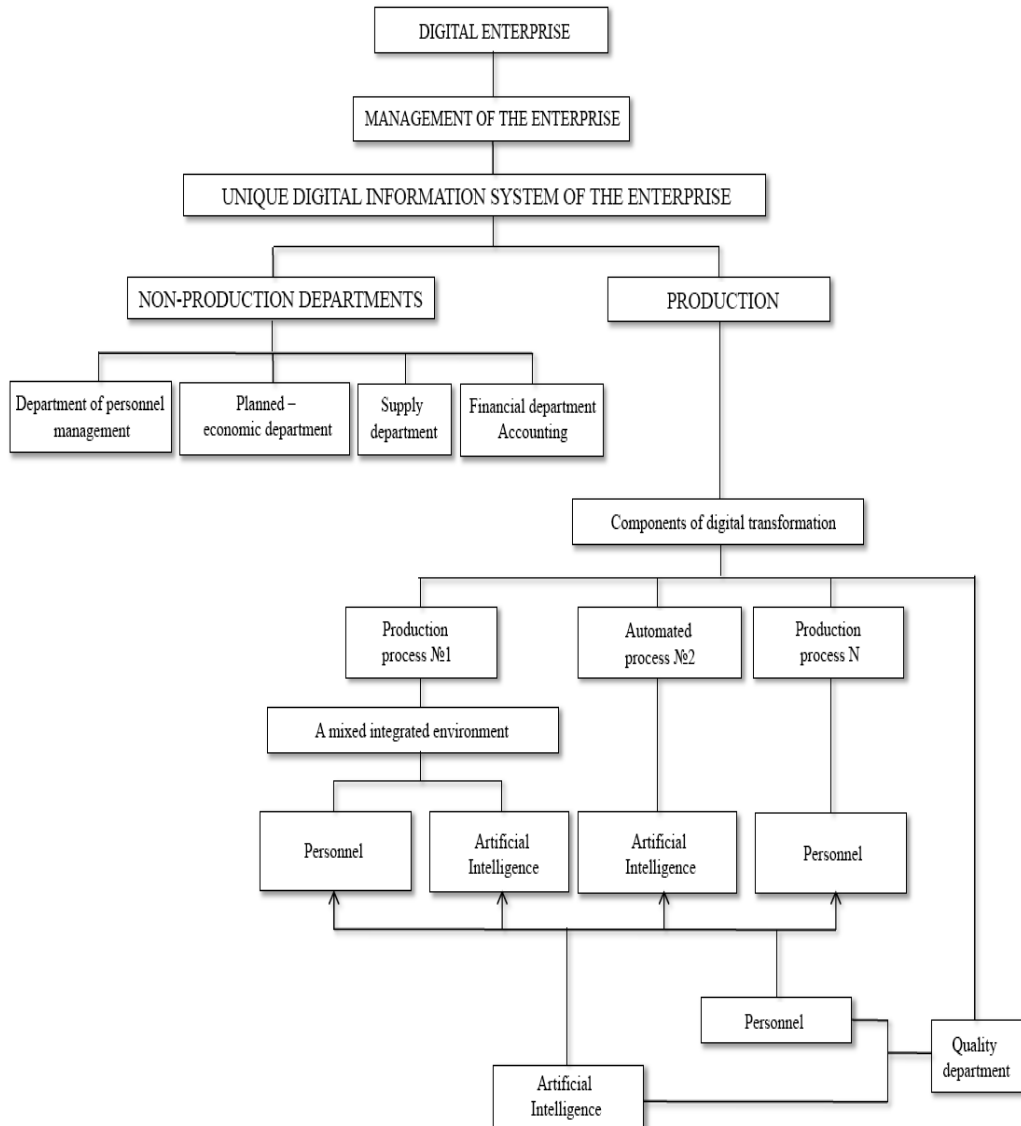 DIGITAL ENTERPRISE
MANAGEMENT OF THE ENTERPRISE
UNIQUE DIGITAL INFORMATION SYSTEM OF THE ENTERPRISE
NON-PRODUCTION DEPARTMENTS
PRODUCTION
Department of personnel
management
Planned –
economic department
Supply
department
Financial department
Accounting
Components of digital transformation
Production
process №1
Automated
process №2
Production
process N
A mixed integrated environment
Personnel
Artificial
Intelligence
Artificial
Intelligence
Personnel
Personnel
Quality
department
Artificial
Intelligence